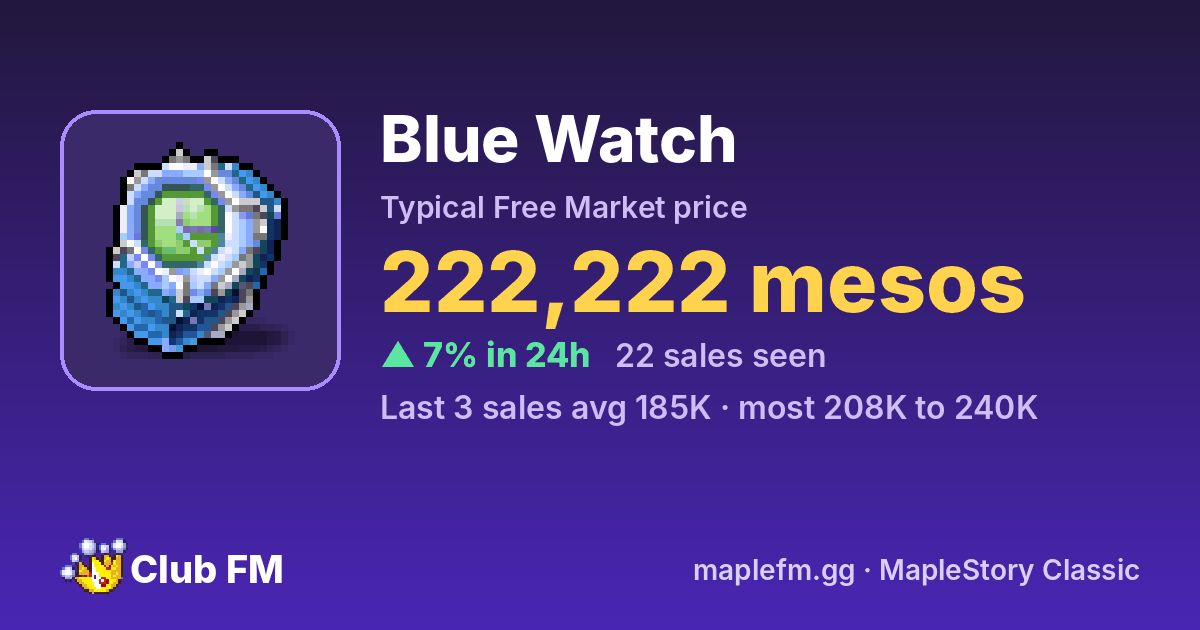 Blue Watch
Typical Free Market price
222,222 mesos
▲ 7% in 24h 22 sales seen
Last 3 sales avg 185K · most 208K to 240K
Club FM
maplefm.gg · MapleStory Classic